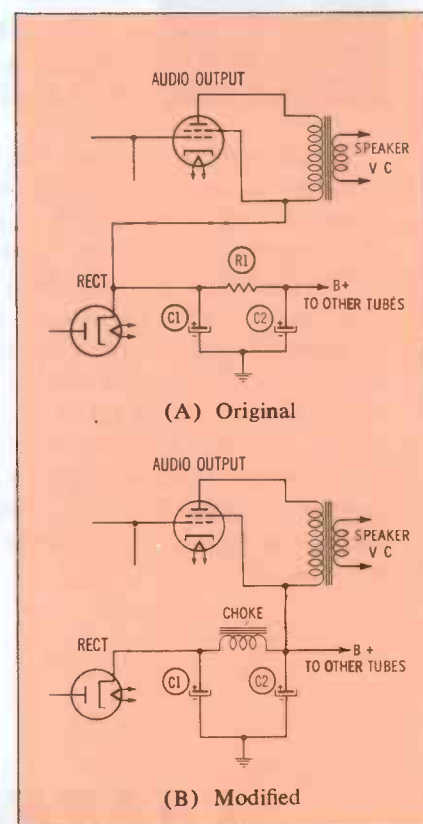 AUDIO OUTPUT
SPEAKER
V C
R1
RECT
B+
TO OTHER TUBES
C1
C2
(A) Original
AUDIO OUTPUT
SPEAKER
V C
CHOKE
RECT
B +
TO OTHER TUBES
C1
C2
(B) Modified